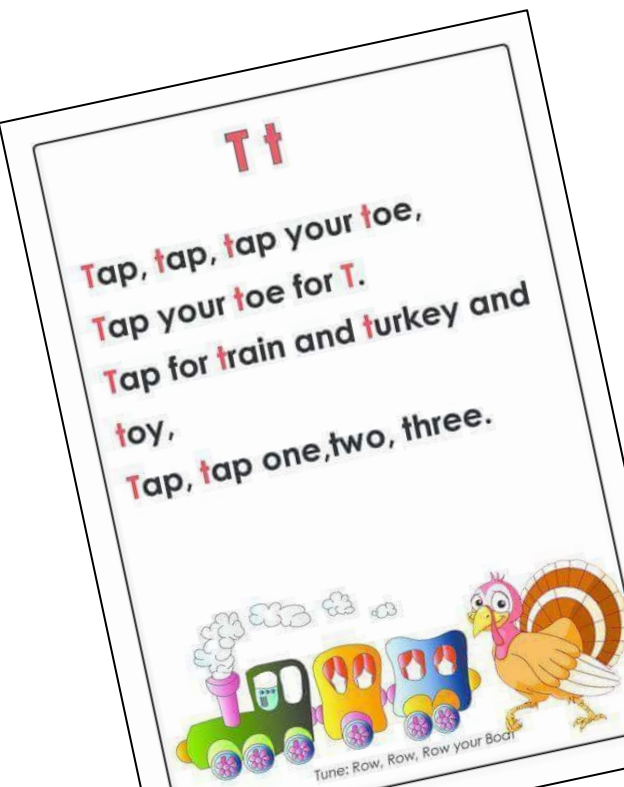 T t
Tap, tap, tap your toe,
Tap your toe for T.
Tap for train and turkey and
toy,
Tap, tap one,two, three.
Tune: Row, Row, Row your Boat